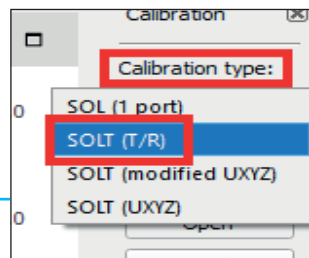 Calibration
Calibration type:
0
SOL (1 port)
SOLT (T/R)
SOLT (modified UXYZ)
SOLT (UXYZ)
0
Open